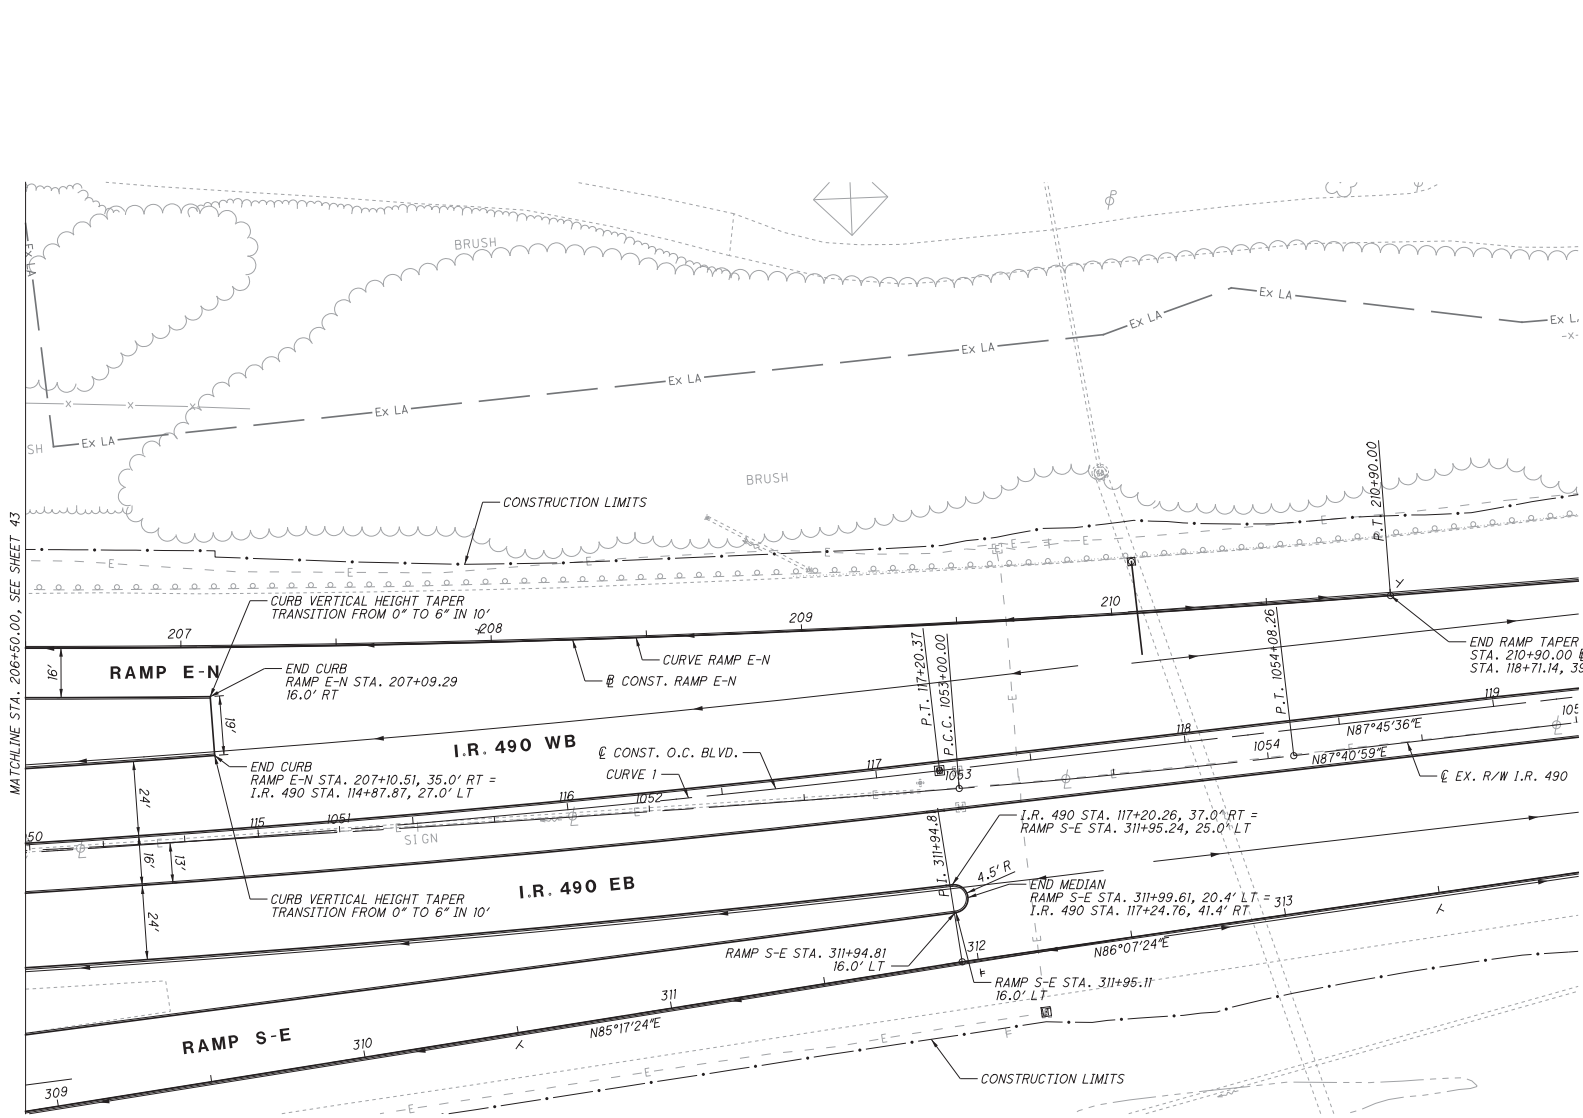 BRUSH
Ex LA
Ex LA
Ex LA
Ex LA
Ex LA
Ex LA
Ex LA
SH
BRUSH
CONSTRUCTION LIMITS
MATCHLINE STA. 206+50.00, SEE SHEET 43
P.T. 210+90.00
CURB VERTICAL HEIGHT TAPER
TRANSITION FROM 0" TO 6" IN 10'
207
208
209
210
16'
RAMP E-N
END CURB
RAMP E-N STA. 207+09.29
16.0' RT
CURVE RAMP E-N
CONST. RAMP E-N
P.T. 117+20.37
P.C.C. 1053+00.00
P.T. 1054+08.26
END RAMP TAPER
STA. 210+90.00
STA. 118+71.14, 39
19'
I.R. 490 WB
℄ CONST. O.C. BLVD.
CURVE 1
END CURB
RAMP E-N STA. 207+10.51, 35.0' RT =
I.R. 490 STA. 114+87.87, 27.0' LT
115
116
117
118
119
1051
1052
1053
1054
N87°45'36"E
N87°40'59"E
℄ EX. R/W I.R. 490
24'
16'
13'
24'
SIGN
CURB VERTICAL HEIGHT TAPER
TRANSITION FROM 0" TO 6" IN 10'
I.R. 490 EB
P.I. 311+94.8
I.R. 490 STA. 117+20.26, 37.0' RT =
RAMP S-E STA. 311+95.24, 25.0' LT
4.5' R
END MEDIAN
RAMP S-E STA. 311+99.61, 20.4' LT =
I.R. 490 STA. 117+24.76, 41.4' RT
RAMP S-E STA. 311+94.81
16.0' LT
RAMP S-E STA. 311+95.11
16.0' LT
RAMP S-E
309
310
311
312
313
N85°17'24"E
N86°07'24"E
CONSTRUCTION LIMITS